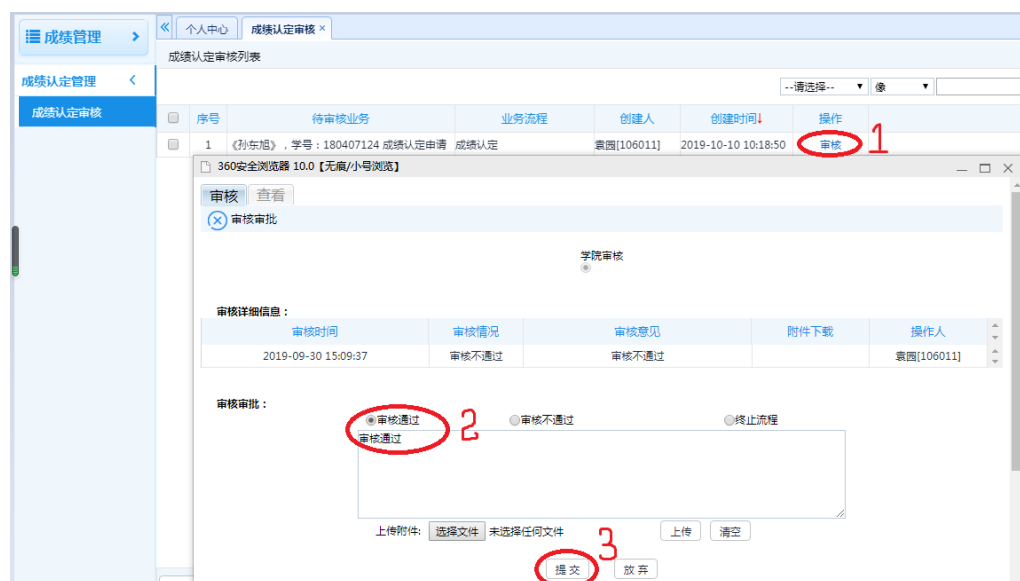 成绩管理
成绩认定管理
成绩认定审核
个人中心 成绩认定审核 ×
成绩认定审核列表
--请选择-- 像
序号 待审核业务 业务流程 创建人 创建时间↓ 操作
1 《孙东旭》，学号：180407124 成绩认定申请 成绩认定 袁园[106011] 2019-10-10 10:18:50 审核 1
360安全浏览器 10.0【无痕/小号浏览】
审核 查看
审核审批
学院审核
审核详细信息：
审核时间 审核情况 审核意见 附件下载 操作人
2019-09-30 15:09:37 审核不通过 审核不通过 袁园[106011]
审核审批：
审核通过 2 审核不通过 终止流程
审核通过
上传附件: 选择文件 未选择任何文件 上传 清空
3
提交 放弃